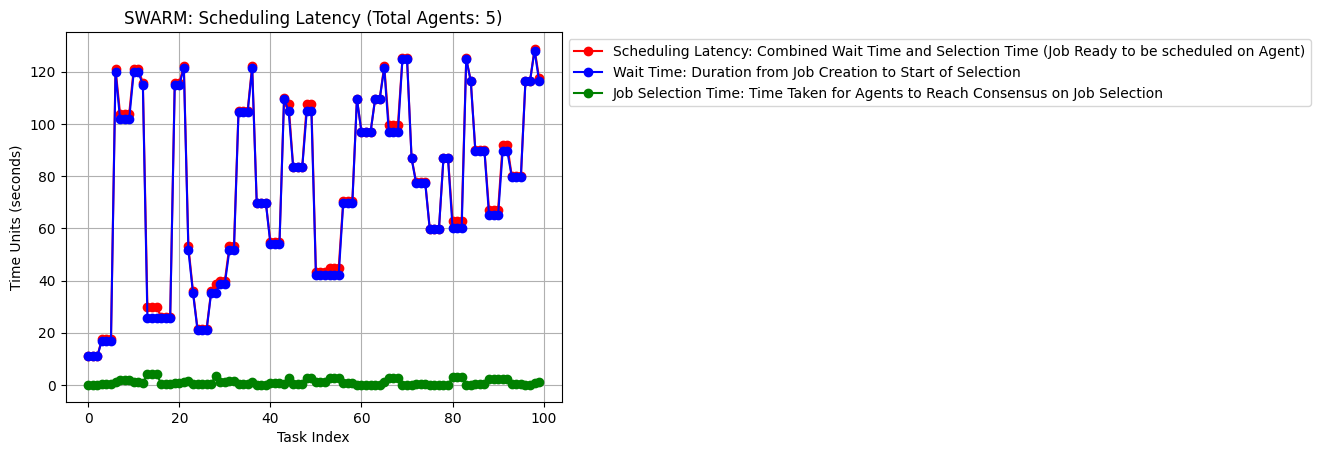 SWARM: Scheduling Latency (Total Agents: 5)
Scheduling Latency: Combined Wait Time and Selection Time (Job Ready to be scheduled on Agent)
Wait Time: Duration from Job Creation to Start of Selection
Job Selection Time: Time Taken for Agents to Reach Consensus on Job Selection
Time Units (seconds)
120
100
80
60
40
20
0
0 20 40 60 80 100
Task Index